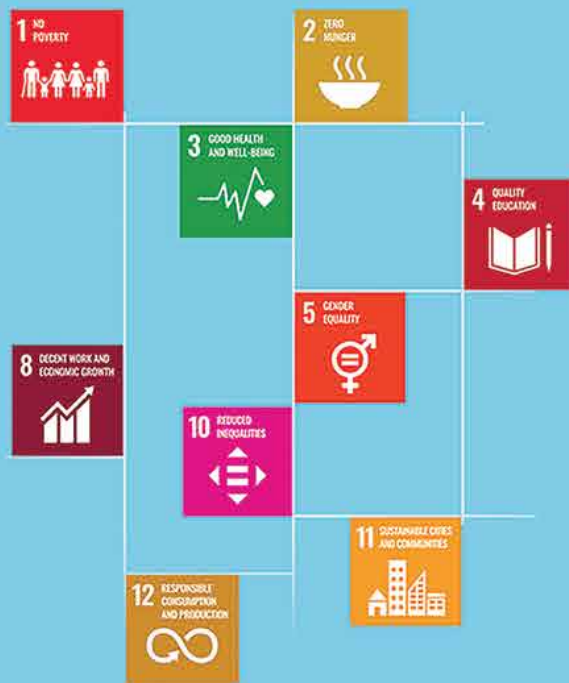 1 NO
POVERTY
2 ZERO
HUNGER
3 GOOD HEALTH
AND WELL-BEING
4 QUALITY
EDUCATION
5 GENDER
EQUALITY
8 DECENT WORK AND
ECONOMIC GROWTH
10 REDUCED
INEQUALITIES
11 SUSTAINABLE CITIES
AND COMMUNITIES
12 RESPONSIBLE
CONSUMPTION
AND PRODUCTION